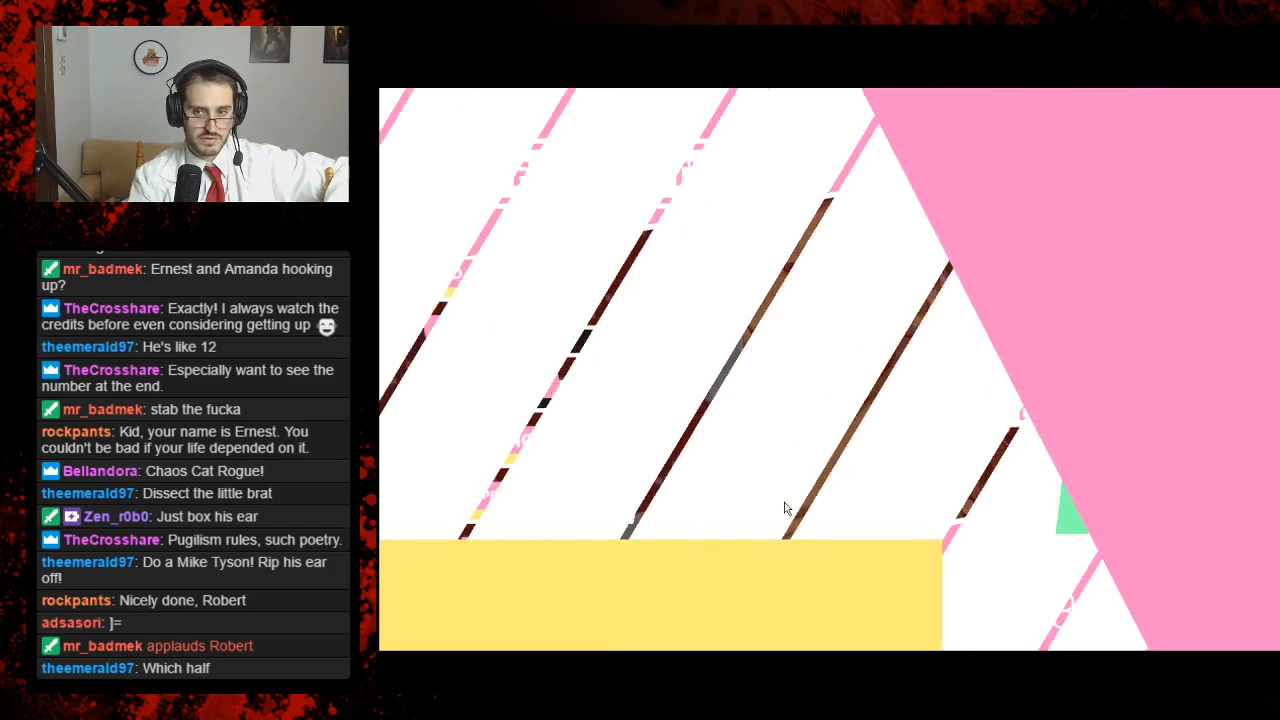 mr_badmek: Ernest and Amanda hooking
up?
TheCrosshare: Exactly! I always watch the
credits before even considering getting up
theemerald97: He's like 12
TheCrosshare: Especially want to see the
number at the end.
mr_badmek: stab the fucka
rockpants: Kid, your name is Ernest. You
couldn't be bad if your life depended on it.
Bellandora: Chaos Cat Rogue!
theemerald97: Dissect the little brat
Zen_r0b0: Just box his ear
TheCrosshare: Pugilism rules, such poetry.
theemerald97: Do a Mike Tyson! Rip his ear
off!
rockpants: Nicely done, Robert
adsasori: ]=
mr_badmek applauds Robert
theemerald97: Which half